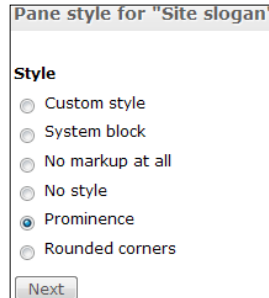 Pane style for "Site slogan"
Style
Custom style
System block
No markup at all
No style
Prominence
Rounded corners
Next